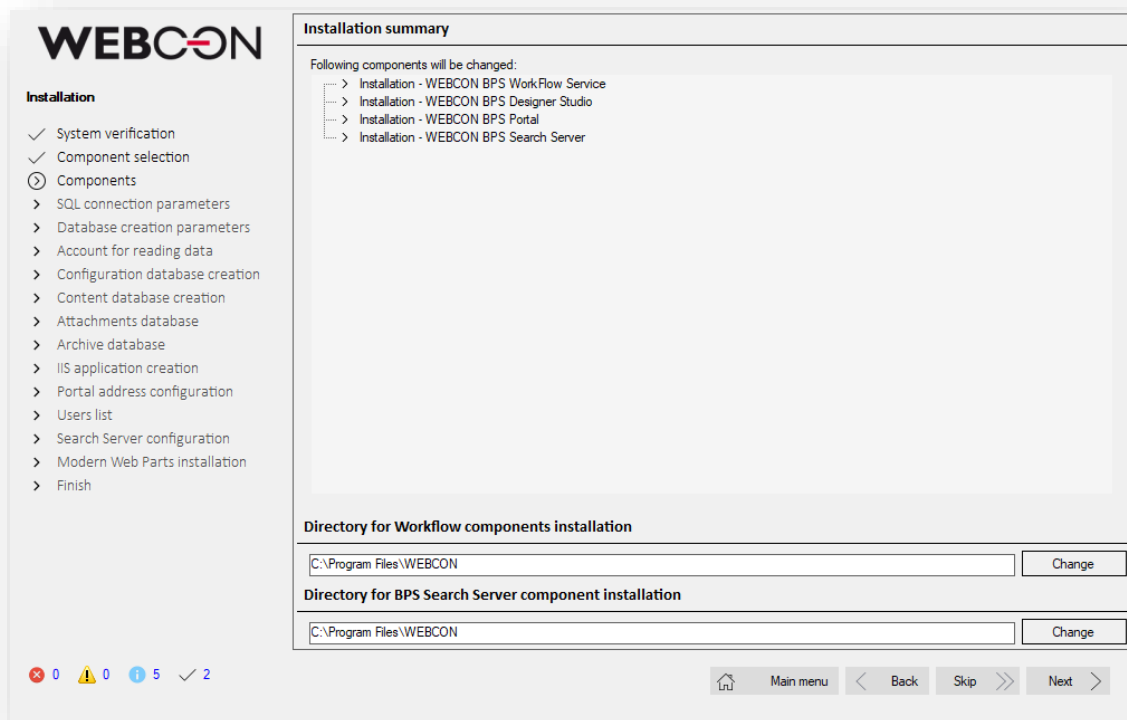 WEBCON
Installation
System verification
Component selection
Components
SQL connection parameters
Database creation parameters
Account for reading data
Configuration database creation
Content database creation
Attachments database
Archive database
IIS application creation
Portal address configuration
Users list
Search Server configuration
Modern Web Parts installation
Finish
0 0 5 2
Installation summary
Following components will be changed:
Installation - WEBCON BPS WorkFlow Service
Installation - WEBCON BPS Designer Studio
Installation - WEBCON BPS Portal
Installation - WEBCON BPS Search Server
Directory for Workflow components installation
C:\Program Files\WEBCON Change
Directory for BPS Search Server component installation
C:\Program Files\WEBCON Change
Main menu Back Skip Next